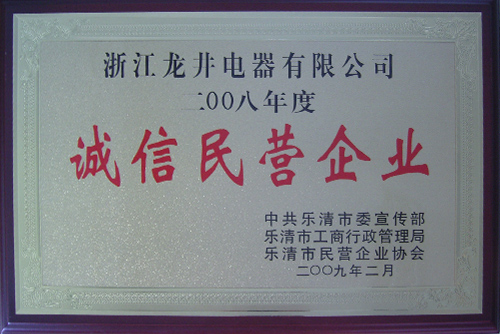 浙江龙井电器有限公司
二00八年度
诚信民营企业
中共乐清市委宣传部
乐清市工商行政管理局
乐清市民营企业协会
二00九年二月